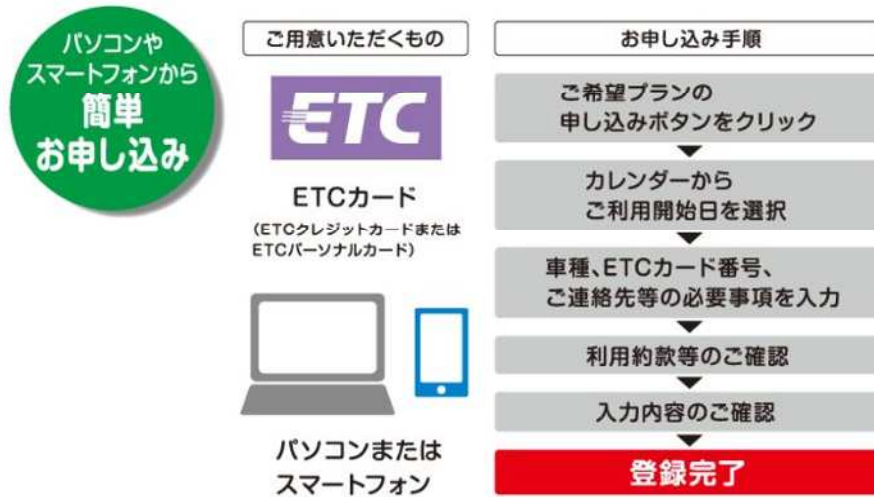 パソコンや
スマートフォンから
簡単
お申し込み
ご用意いただくもの
ETC
ETCカード
(ETCクレジットカードまたは
ETCパーソナルカード)
パソコンまたは
スマートフォン
お申し込み手順
ご希望プランの
申し込みボタンをクリック
カレンダーから
ご利用開始日を選択
車種、ETCカード番号、
ご連絡先等の必要事項を入力
利用約款等のご確認
入力内容のご確認
登録完了